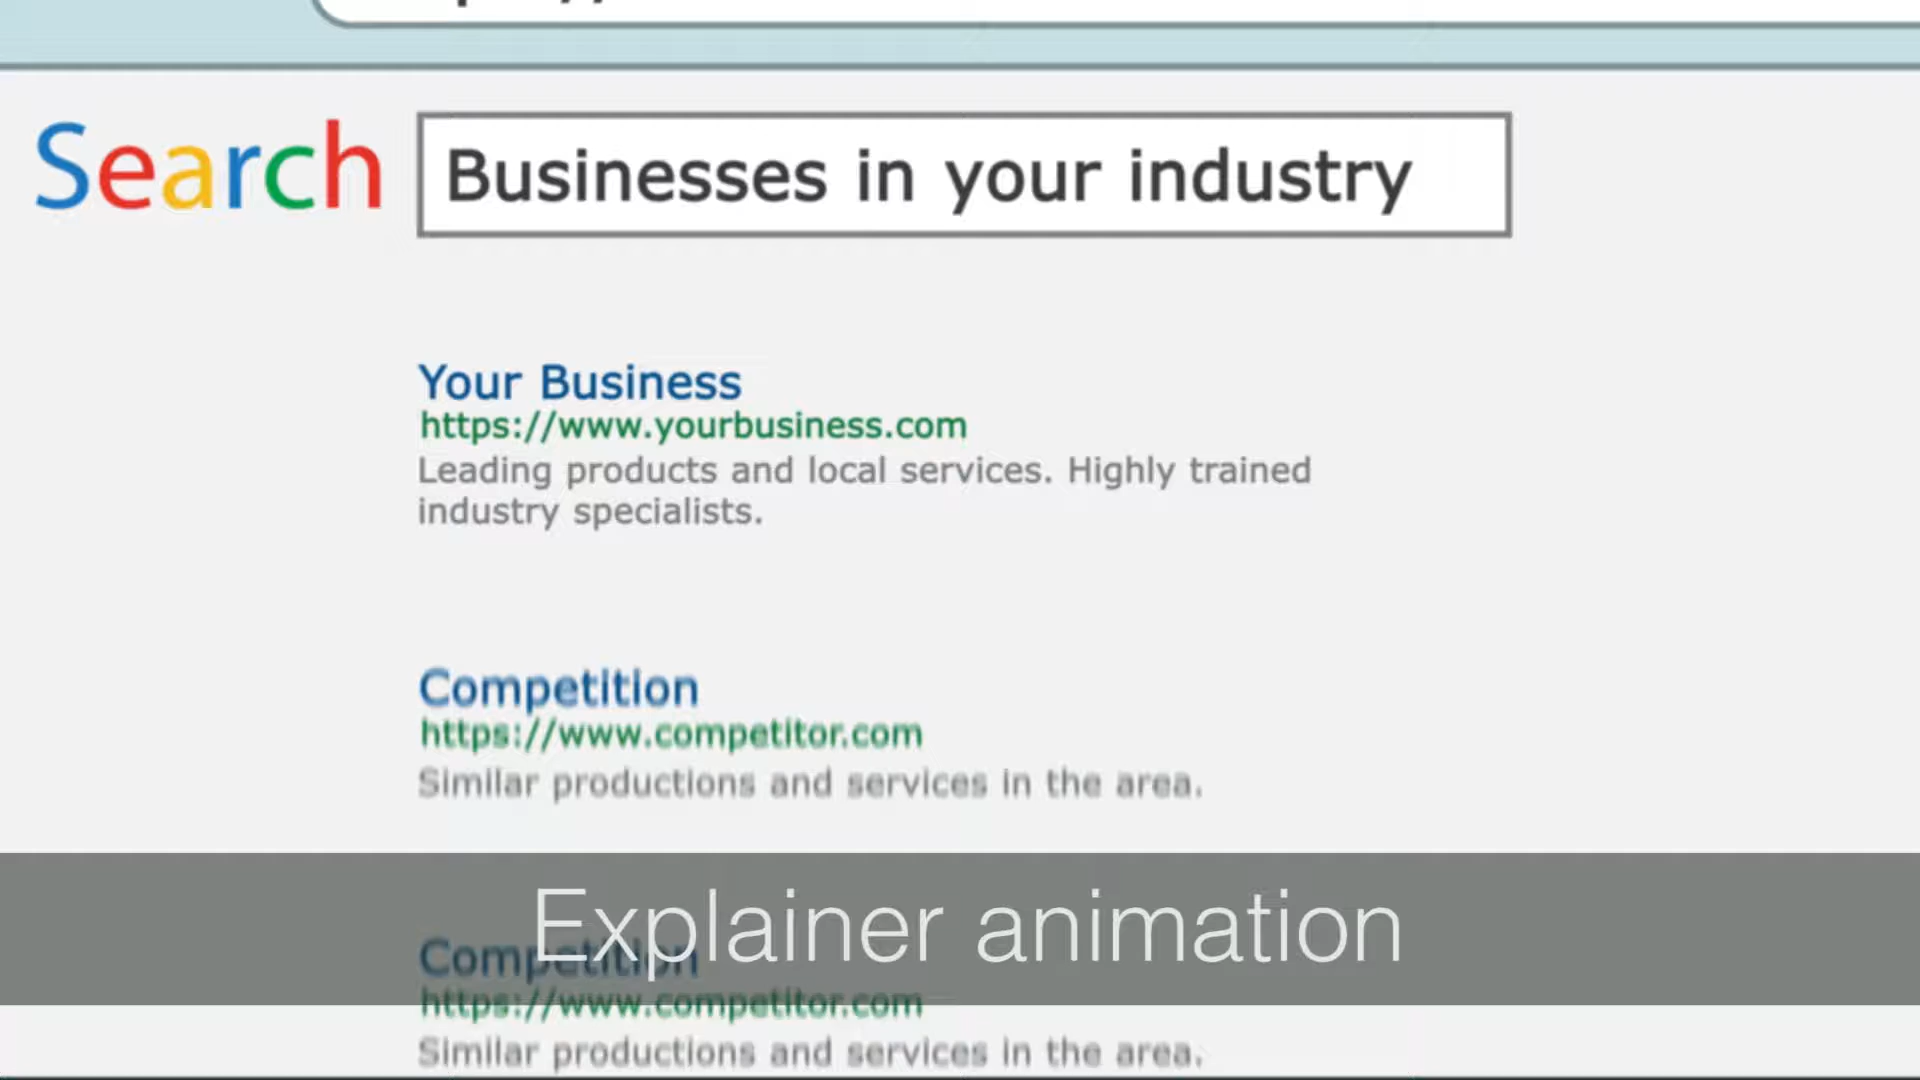 Search
Businesses in your industry
Your Business
https://www.yourbusiness.com
Leading products and local services. Highly trained
industry specialists.
Competition
https://www.competitor.com
Similar productions and services in the area.
Explainer animation
Competition
https://www.competitor.com
Similar productions and services in the area.